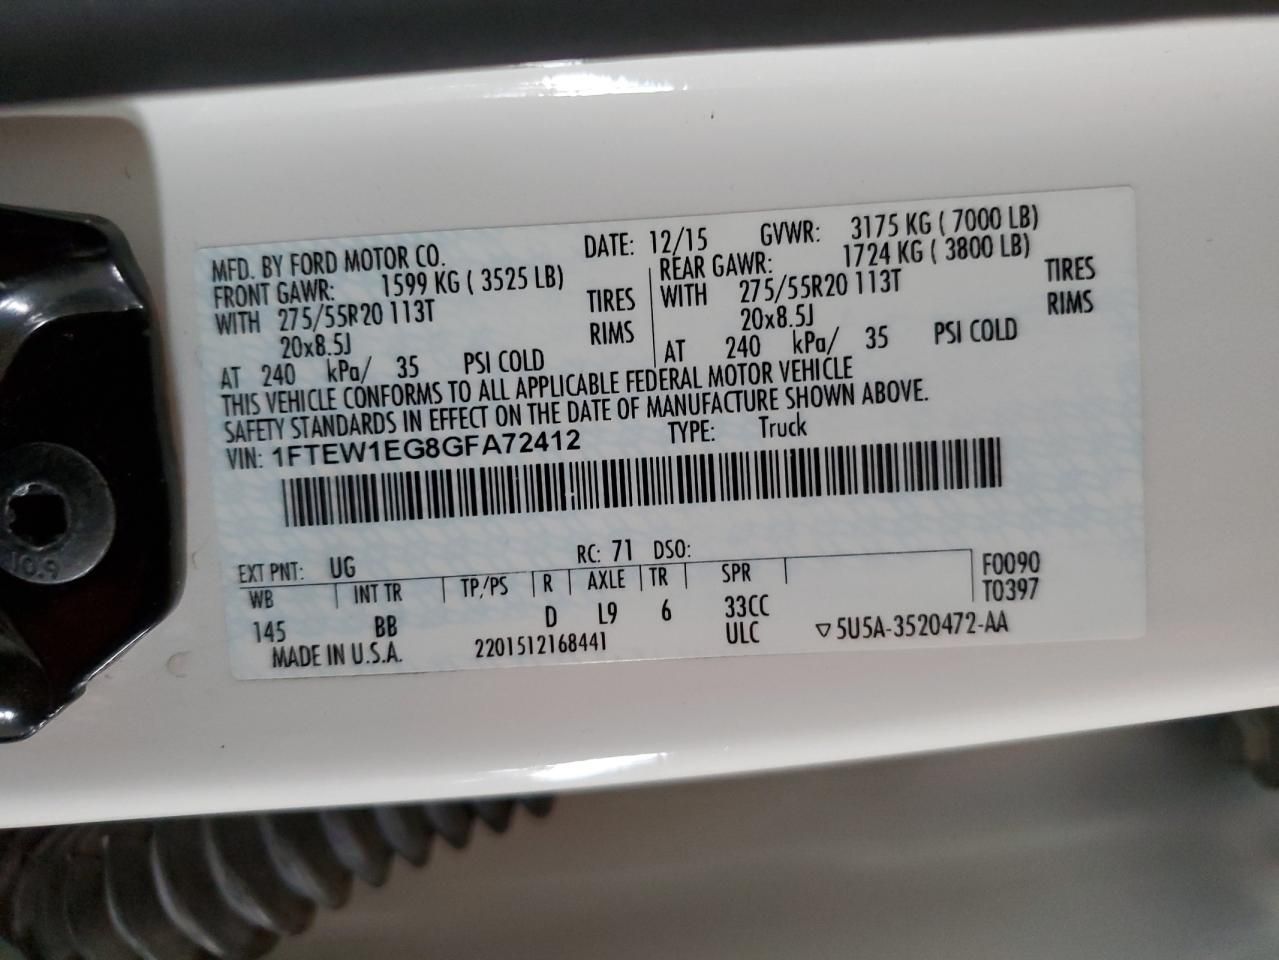 MFD. BY FORD MOTOR CO. DATE: 12/15 GVWR: 3175 KG ( 7000 LB)
FRONT GAWR: 1599 KG ( 3525 LB) REAR GAWR: 1724 KG ( 3800 LB)
WITH 275/55R20 113T TIRES WITH 275/55R20 113T TIRES
20x8.5J RIMS 20x8.5J RIMS
AT 240 kPa/ 35 PSI COLD AT 240 kPa/ 35 PSI COLD
THIS VEHICLE CONFORMS TO ALL APPLICABLE FEDERAL MOTOR VEHICLE
SAFETY STANDARDS IN EFFECT ON THE DATE OF MANUFACTURE SHOWN ABOVE.
VIN: 1FTEW1EG8GFA72412 TYPE: Truck
EXT PNT: UG RC: 71 DSO:
WB INT TR TP/PS R AXLE TR SPR F0090
145 BB D L9 6 33CC T0397
MADE IN U.S.A. 2201512168441 ULC ▽5U5A-3520472-AA
10.9